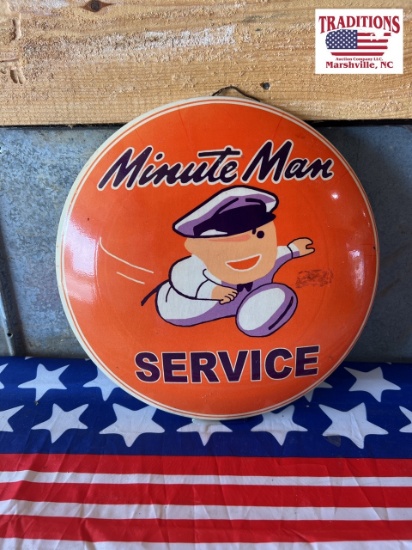 TRADITIONS
Auction Company LLC.
Marshville, NC
Minute Man
SERVICE